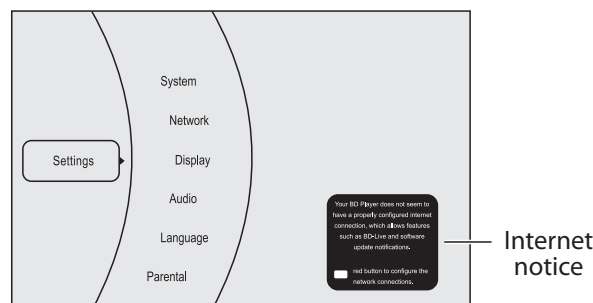 System
Network
Settings
Display
Audio
Language
Parental
Your BD Player does not seem to
have a properly configured internet
connection, which allows features
such as BD-Live and software
update notifications.
red button to configure the
network connections.
Internet
notice